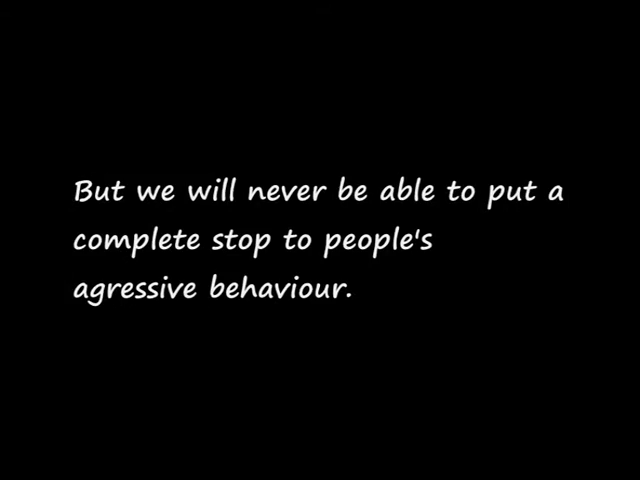 But we will never be able to put a
complete stop to people's
agressive behaviour.